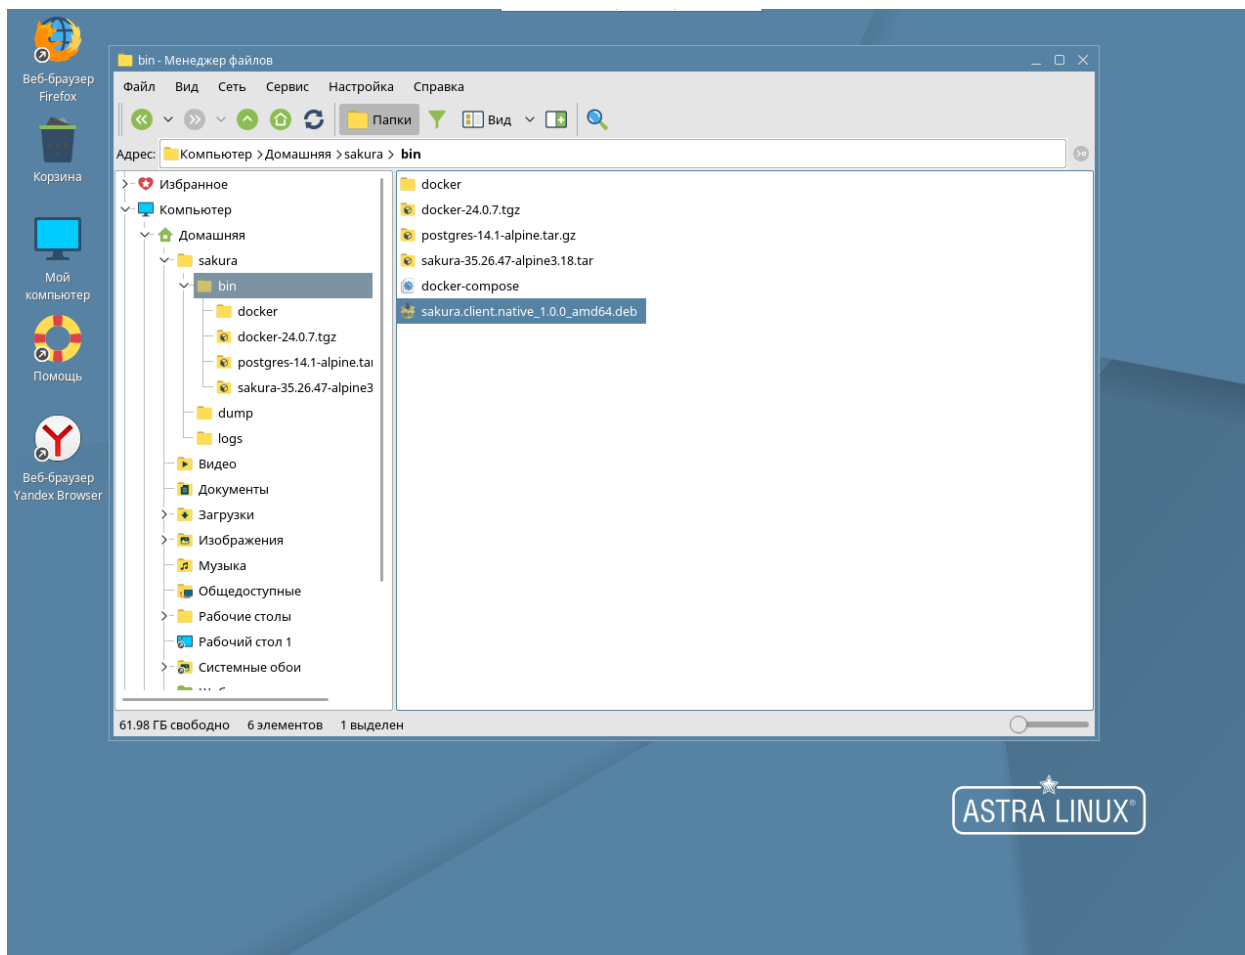 Веб-браузер
Firefox
Корзина
Мой
компьютер
Помощь
Веб-браузер
Yandex Browser
bin - Менеджер файлов
Файл Вид Сеть Сервис Настройка Справка
Папки Вид
Адрес: Компьютер > Домашняя > sakura > bin
Избранное
Компьютер
Домашняя
sakura
bin
docker
docker-24.0.7.tgz
postgres-14.1-alpine.tar
sakura-35.26.47-alpine3
dump
logs
Видео
Документы
Загрузки
Изображения
Музыка
Общедоступные
Рабочие столы
Рабочий стол 1
Системные обои
docker
docker-24.0.7.tgz
postgres-14.1-alpine.tar.gz
sakura-35.26.47-alpine3.18.tar
docker-compose
sakura.client.native_1.0.0_amd64.deb
61.98 ГБ свободно 6 элементов 1 выделен
ASTRA LINUX®